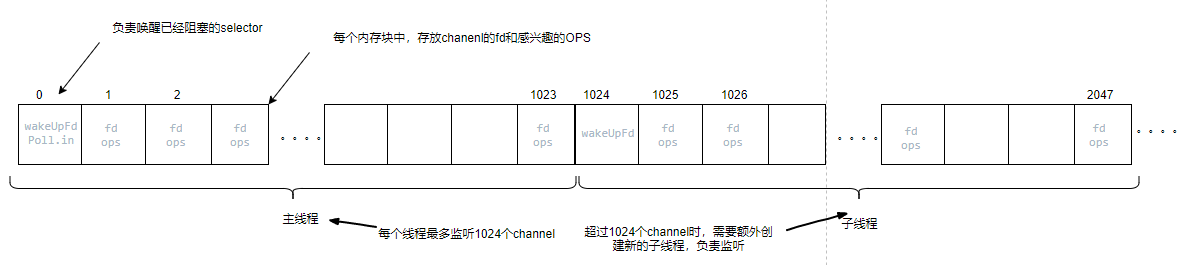 负责唤醒已经阻塞的selector
每个内存块中，存放chanenl的fd和感兴趣的OPS
0 1 2 1023 1024 1025 1026 2047
wakeUpFd
Poll.in
fd
ops
fd
ops
fd
ops
fd
ops
wakeUpFd
fd
ops
fd
ops
fd
ops
fd
ops
主线程
每个线程最多监听1024个channel
超过1024个channel时，需要额外创
建新的子线程，负责监听
子线程